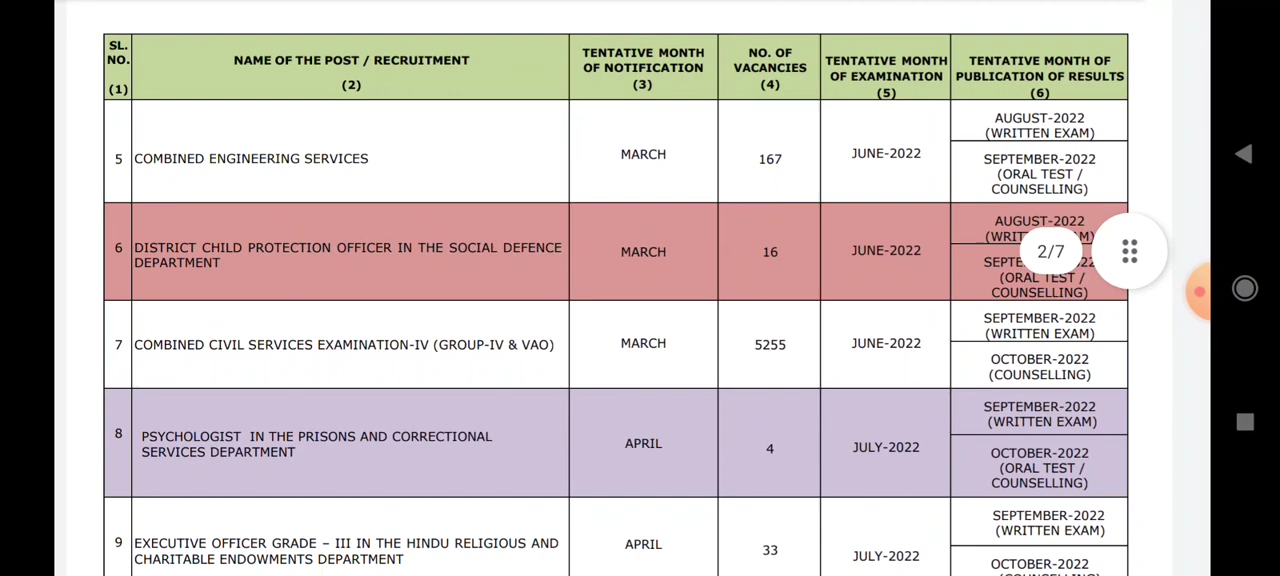 SL.
NO.
(1)
NAME OF THE POST / RECRUITMENT
(2)
TENTATIVE MONTH
OF NOTIFICATION
(3)
NO. OF
VACANCIES
(4)
TENTATIVE MONTH
OF EXAMINATION
(5)
TENTATIVE MONTH OF
PUBLICATION OF RESULTS
(6)
5
COMBINED ENGINEERING SERVICES
MARCH
167
JUNE-2022
AUGUST-2022
(WRITTEN EXAM)
SEPTEMBER-2022
(ORAL TEST /
COUNSELLING)
6
DISTRICT CHILD PROTECTION OFFICER IN THE SOCIAL DEFENCE
DEPARTMENT
MARCH
16
JUNE-2022
AUGUST-2022
2/7
(ORAL TEST /
COUNSELLING)
7
COMBINED CIVIL SERVICES EXAMINATION-IV (GROUP-IV & VAO)
MARCH
5255
JUNE-2022
SEPTEMBER-2022
(WRITTEN EXAM)
OCTOBER-2022
(COUNSELLING)
8
PSYCHOLOGIST IN THE PRISONS AND CORRECTIONAL
SERVICES DEPARTMENT
APRIL
4
JULY-2022
SEPTEMBER-2022
(WRITTEN EXAM)
OCTOBER-2022
(ORAL TEST /
COUNSELLING)
9
EXECUTIVE OFFICER GRADE – III IN THE HINDU RELIGIOUS AND
CHARITABLE ENDOWMENTS DEPARTMENT
APRIL
33
JULY-2022
SEPTEMBER-2022
(WRITTEN EXAM)
OCTOBER-2022